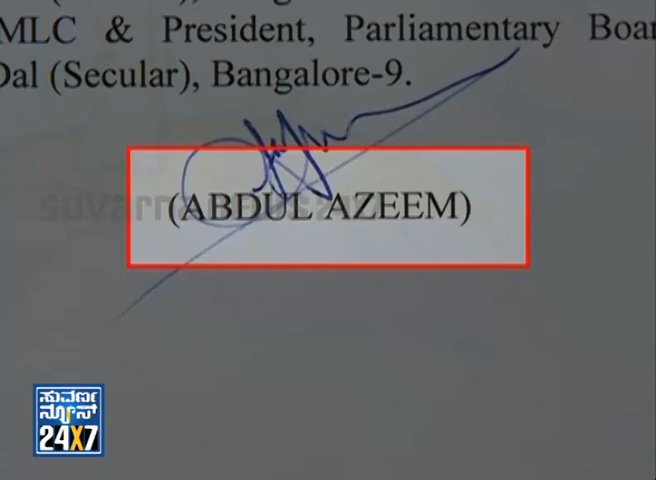 MLC & President, Parliamentary Boar
Dal (Secular), Bangalore-9.
(ABDUL AZEEM)
ಸುವರ್ಣ
ನ್ಯೂಸ್
24X7